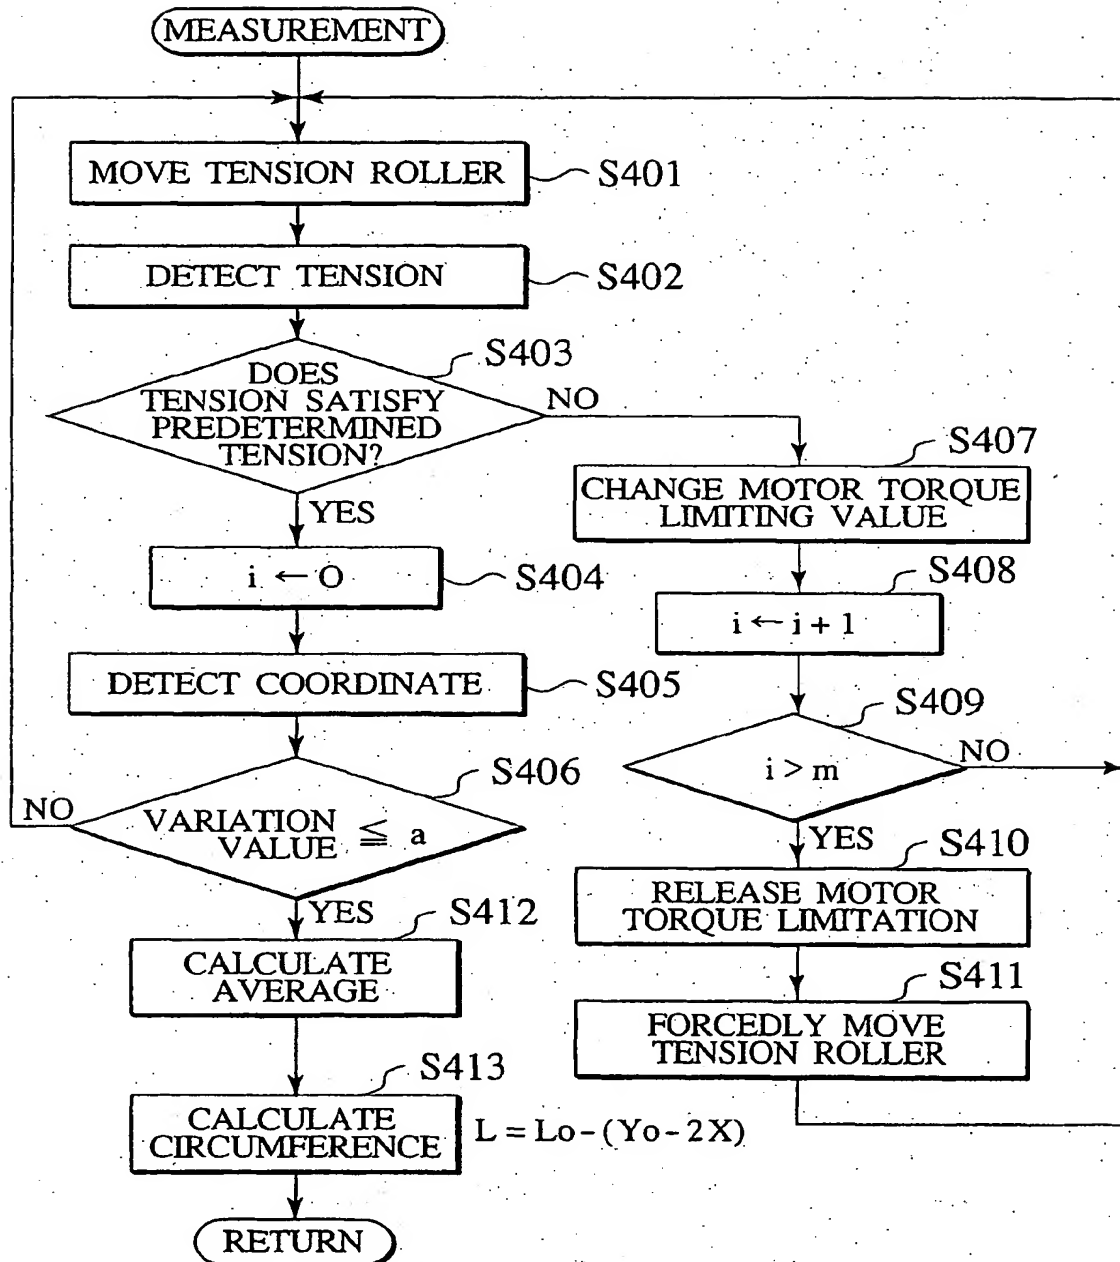 MEASUREMENT
MOVE TENSION ROLLER
S401
DETECT TENSION
S402
S403
DOES
TENSION SATISFY
PREDETERMINED
TENSION?
NO
YES
S407
CHANGE MOTOR TORQUE
LIMITING VALUE
i ← O
S404
S408
i ← i + 1
DETECT COORDINATE
S405
S409
i > m
NO
S406
NO
VARIATION
VALUE ≦ a
YES
YES
S410
RELEASE MOTOR
TORQUE LIMITATION
S412
CALCULATE
AVERAGE
S411
FORCEDLY MOVE
TENSION ROLLER
S413
CALCULATE
CIRCUMFERENCE
L = Lo - (Yo - 2X)
RETURN